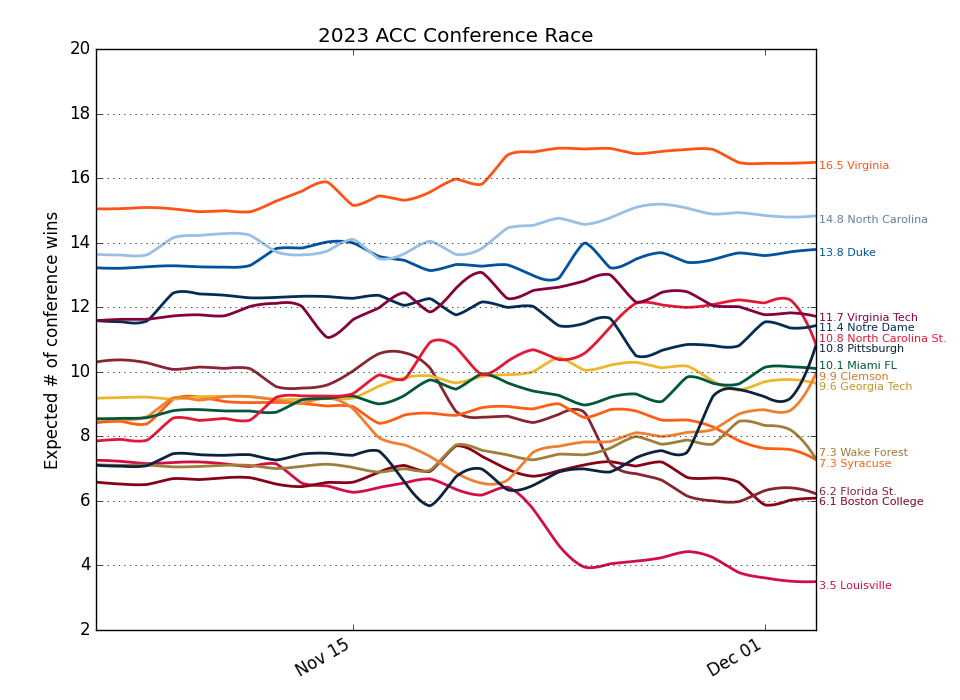 2023 ACC Conference Race
Expected # of conference wins
20
18
16
14
12
10
8
6
4
2
Nov 15
Dec 01
16.5 Virginia
14.8 North Carolina
13.8 Duke
11.7 Virginia Tech
11.4 Notre Dame
10.8 North Carolina St.
10.8 Pittsburgh
10.1 Miami FL
9.9 Clemson
9.6 Georgia Tech
7.3 Wake Forest
7.3 Syracuse
6.2 Florida St.
6.1 Boston College
3.5 Louisville